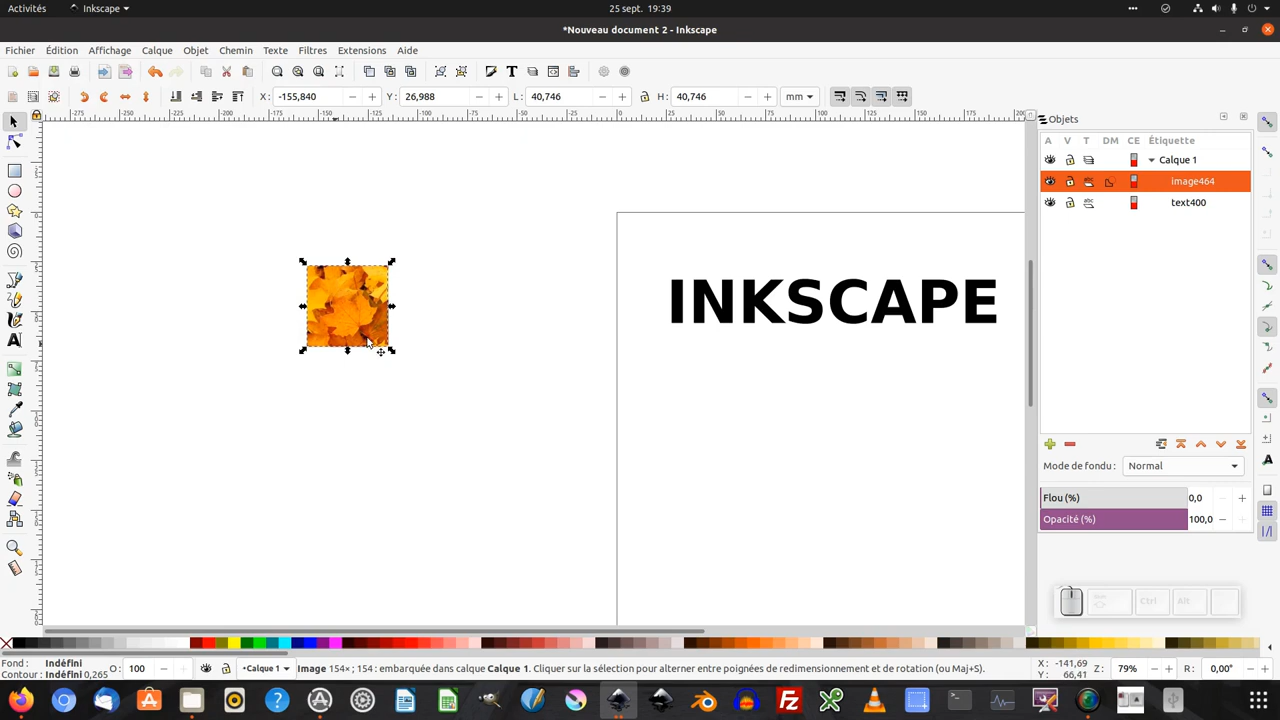 Activités
Inkscape
25 sept. 19:39
*Nouveau document 2 - Inkscape
Fichier Édition Affichage Calque Objet Chemin Texte Filtres Extensions Aide
X: -155,840 Y: 26,988 L: 40,746 H: 40,746 mm
Objets
A V T DM CE Étiquette
Calque 1
image464
text400
INKSCAPE
Mode de fondu : Normal
Flou (%) 0,0
Opacité (%) 100,0
Ctrl Alt
Fond : Indéfini
Contour : Indéfini 0,265
O: 100
•Calque 1
Image 154× ; 154 : embarquée dans calque Calque 1. Cliquer sur la sélection pour alterner entre poignées de redimensionnement et de rotation (ou Maj+S).
X: -141,69
Y: 66,41
Z: 79%
R: 0,00°